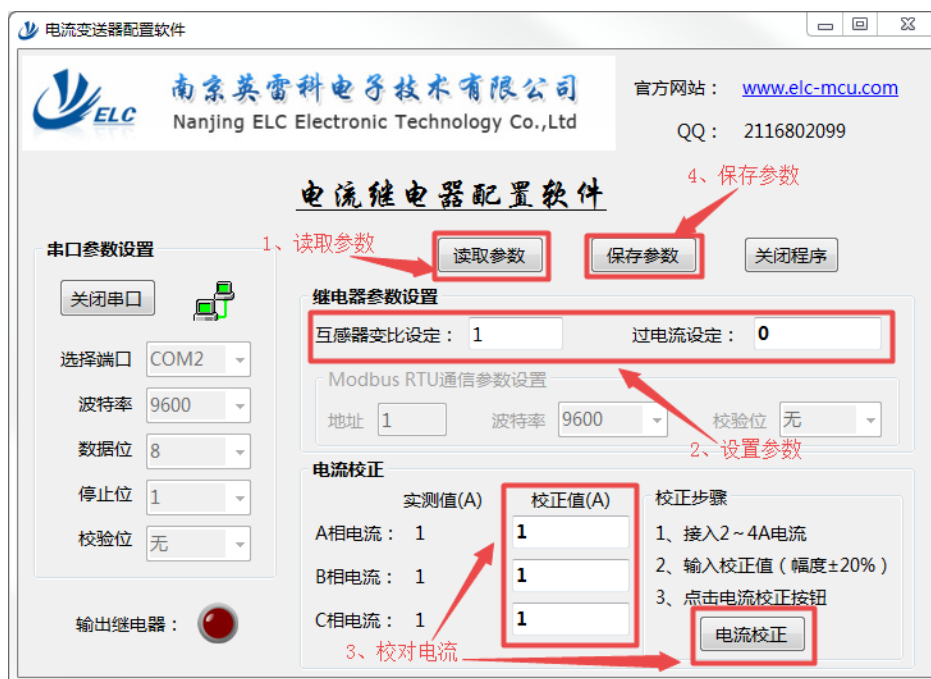 电流变送器配置软件
ELC
南京英雷科电子技术有限公司
Nanjing ELC Electronic Technology Co.,Ltd
官方网站： www.elc-mcu.com
QQ： 2116802099
电流继电器配置软件
4、保存参数
1、读取参数
读取参数 保存参数 关闭程序
串口参数设置
关闭串口
选择端口 COM2
波特率 9600
数据位 8
停止位 1
校验位 无
输出继电器：
继电器参数设置
互感器变比设定： 1 过电流设定： 0
Modbus RTU通信参数设置
地址 1 波特率 9600 校验位 无
2、设置参数
电流校正
实测值(A) 校正值(A)
A相电流： 1 1
B相电流： 1 1
C相电流： 1 1
3、校对电流
校正步骤
1、接入2～4A电流
2、输入校正值（幅度±20%）
3、点击电流校正按钮
电流校正